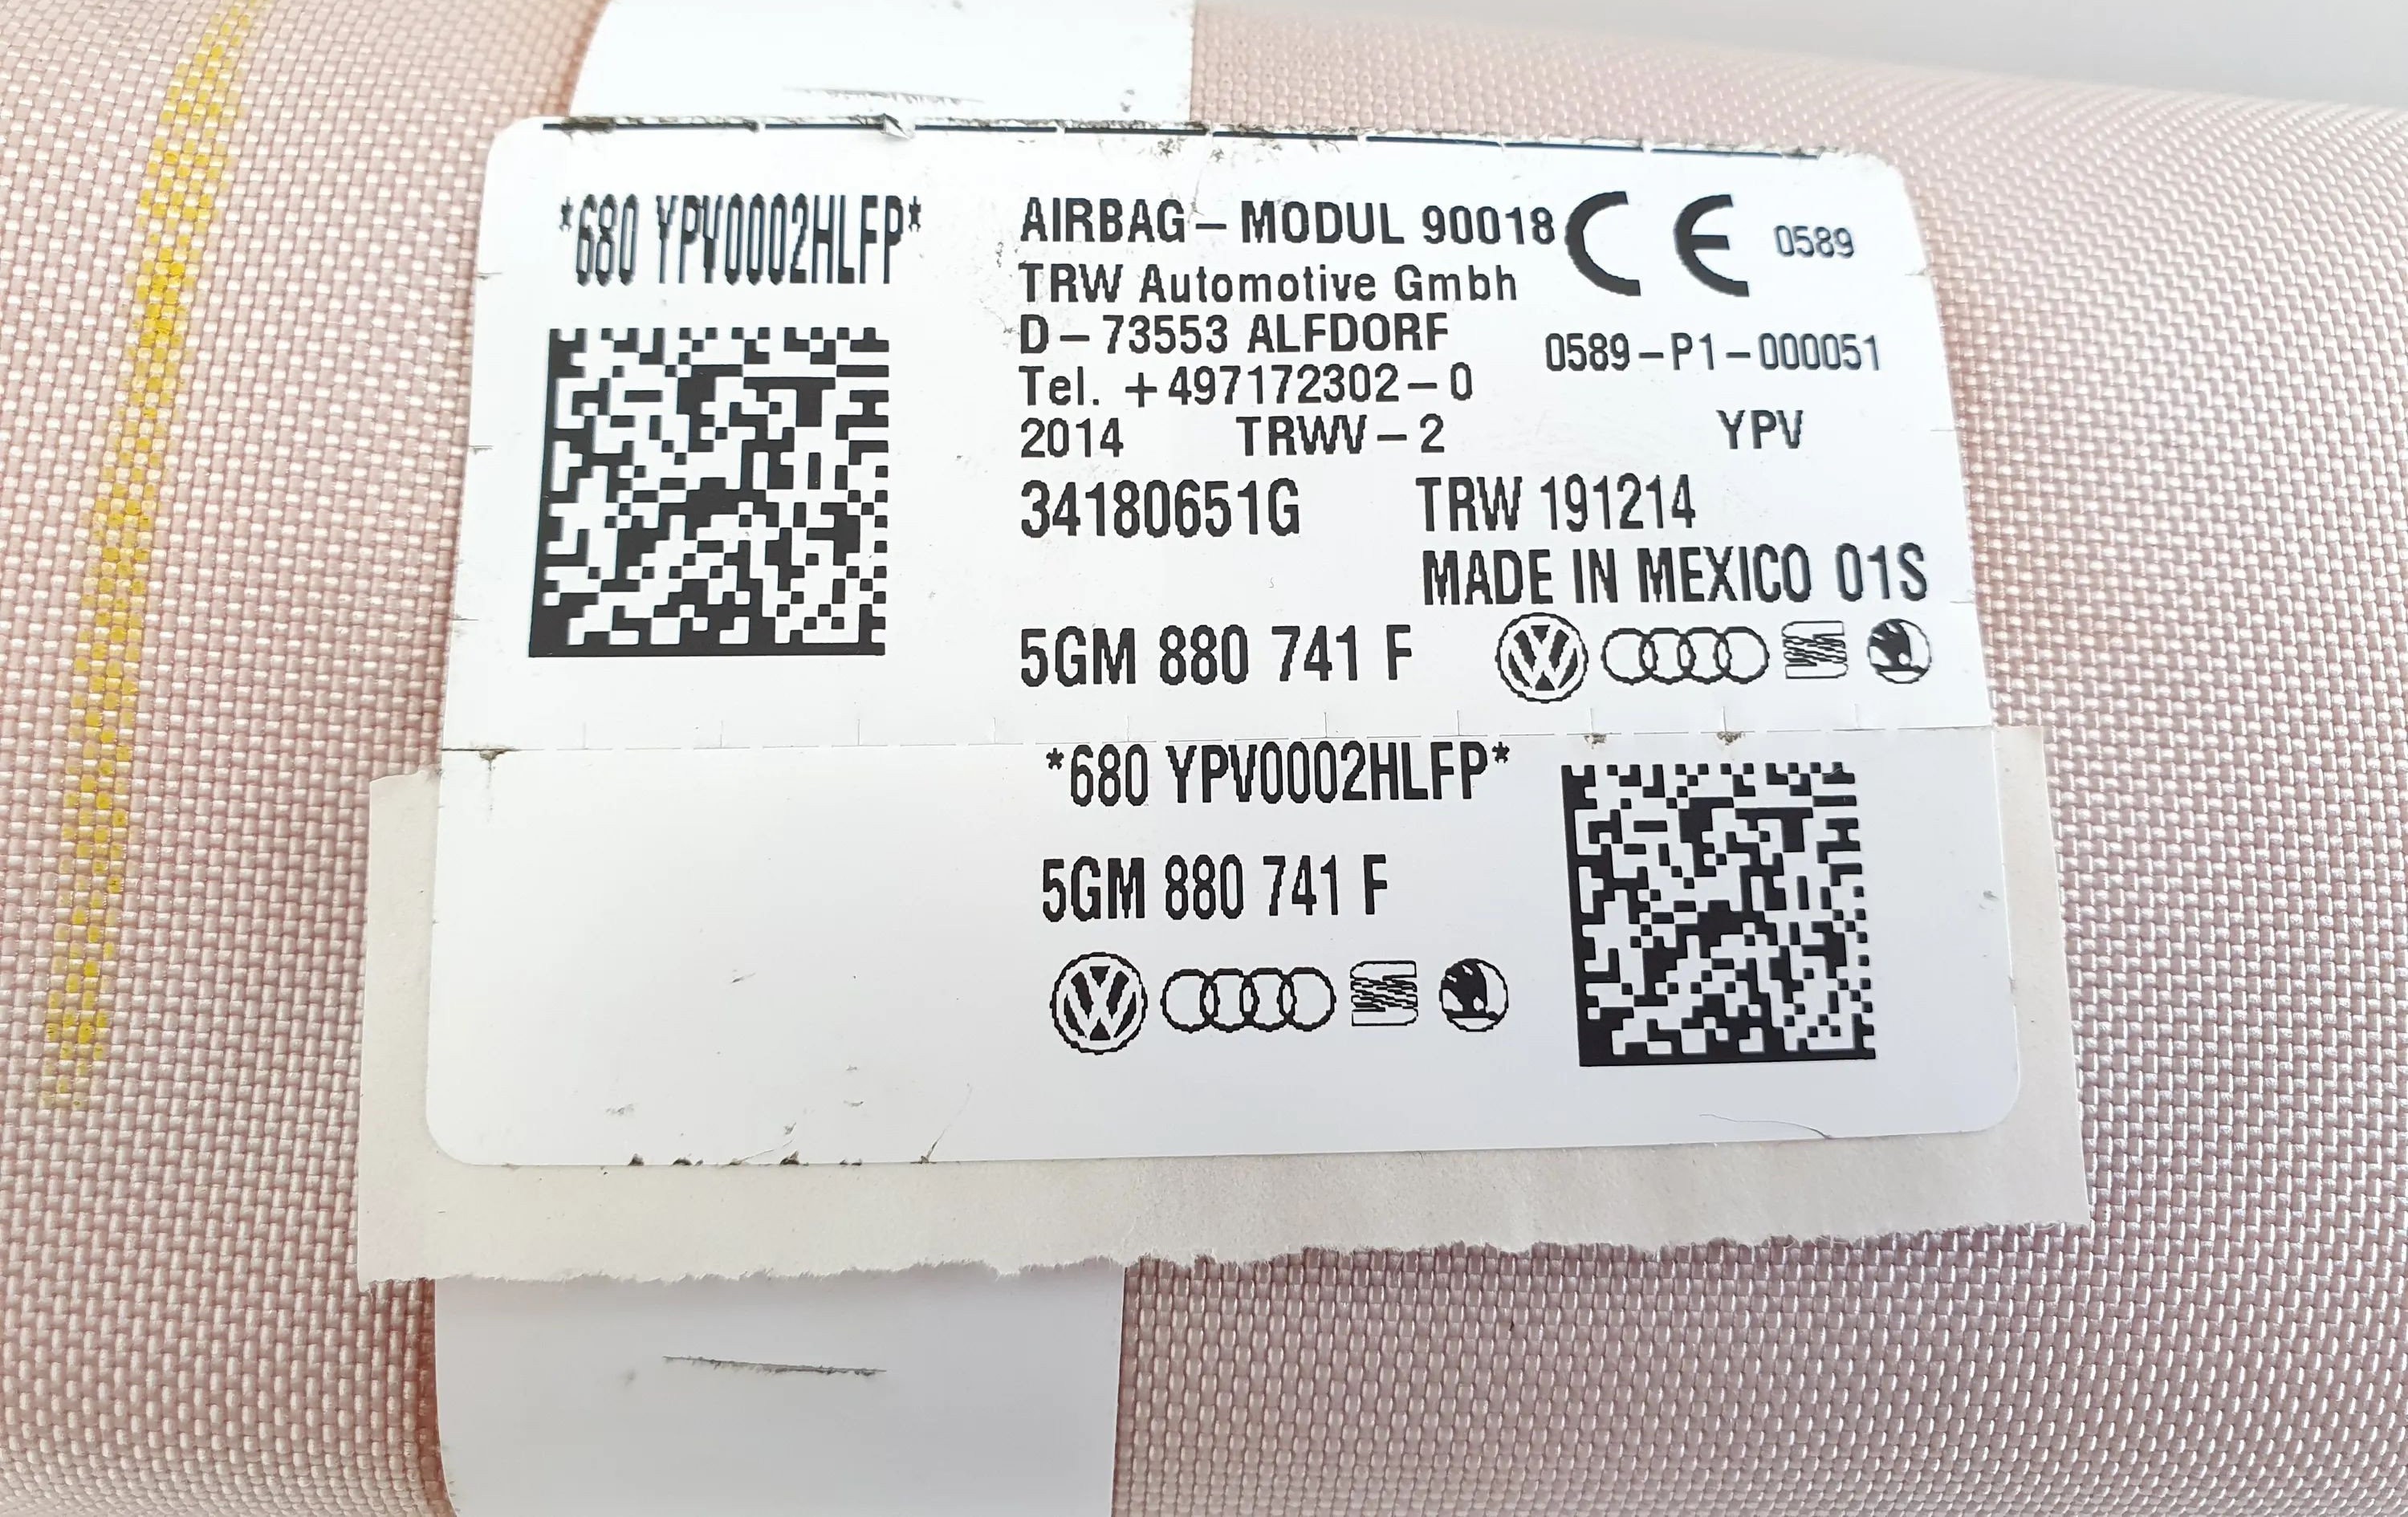 *680 YPV0002HLFP*
AIRBAG - MODUL 90018
CE 0589
TRW Automotive Gmbh
D - 73553 ALFDORF
0589 - P1 - 000051
Tel. +497172302 - 0
2014 TRWV - 2 YPV
34180651G TRW 191214
MADE IN MEXICO 01S
5GM 880 741 F
*680 YPV0002HLFP*
5GM 880 741 F